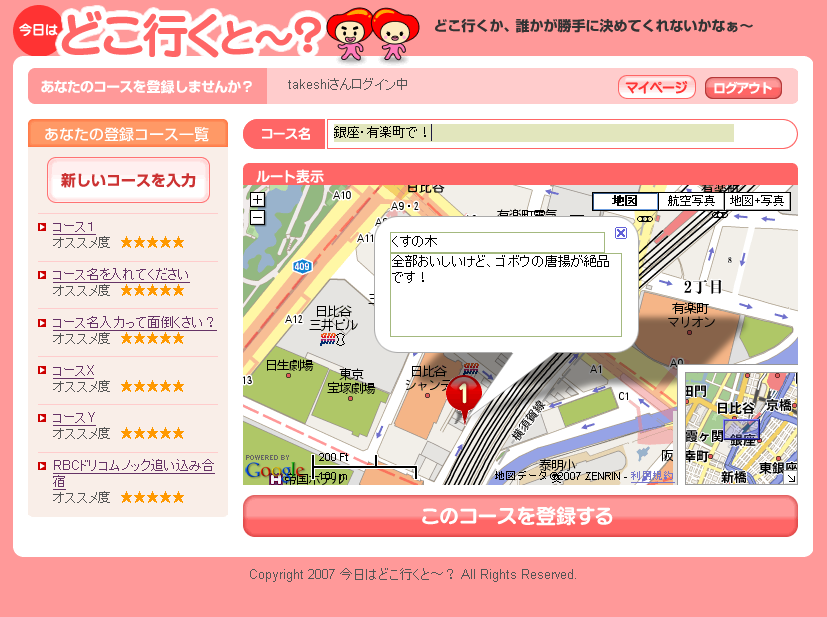 今日は
どこ行くと～？
どこ行くか、誰かが勝手に決めてくれないかなぁ～
あなたのコースを登録しませんか？
takeshiさんログイン中
マイページ
ログアウト
あなたの登録コース一覧
新しいコースを入力
コース1
オススメ度 ★★★★★
コース名を入れてください
オススメ度 ★★★★★
コース名入力って面倒くさい？
オススメ度 ★★★★★
コースX
オススメ度 ★★★★★
コースY
オススメ度 ★★★★★
RBCドリコムノック追い込み合
宿
オススメ度 ★★★★★
コース名
銀座・有楽町で！
ルート表示
日比谷
A10
A9・2
有楽町電気
A11
地図
航空写真
地図+写真
くすの木
全部おいしいけど、ゴボウの唐揚が絶品
です！
409
2丁目
有楽町
マリオン
A12
日比谷
三井ビル
am/pm
日生劇場
東京
宝塚劇場
日比谷
シャンテ
am/pm
1
A0
A1
C1
8
13
横須賀線
泰明小
阪
POWERED BY
Google
200 Ft
100 m
帝国ホテル
地図データ ©2007 ZENRIN - 利用規約
田門
日比谷
京橋
霞ヶ関
銀座
幸町
東銀座
新橋
このコースを登録する
Copyright 2007 今日はどこ行くと～？ All Rights Reserved.